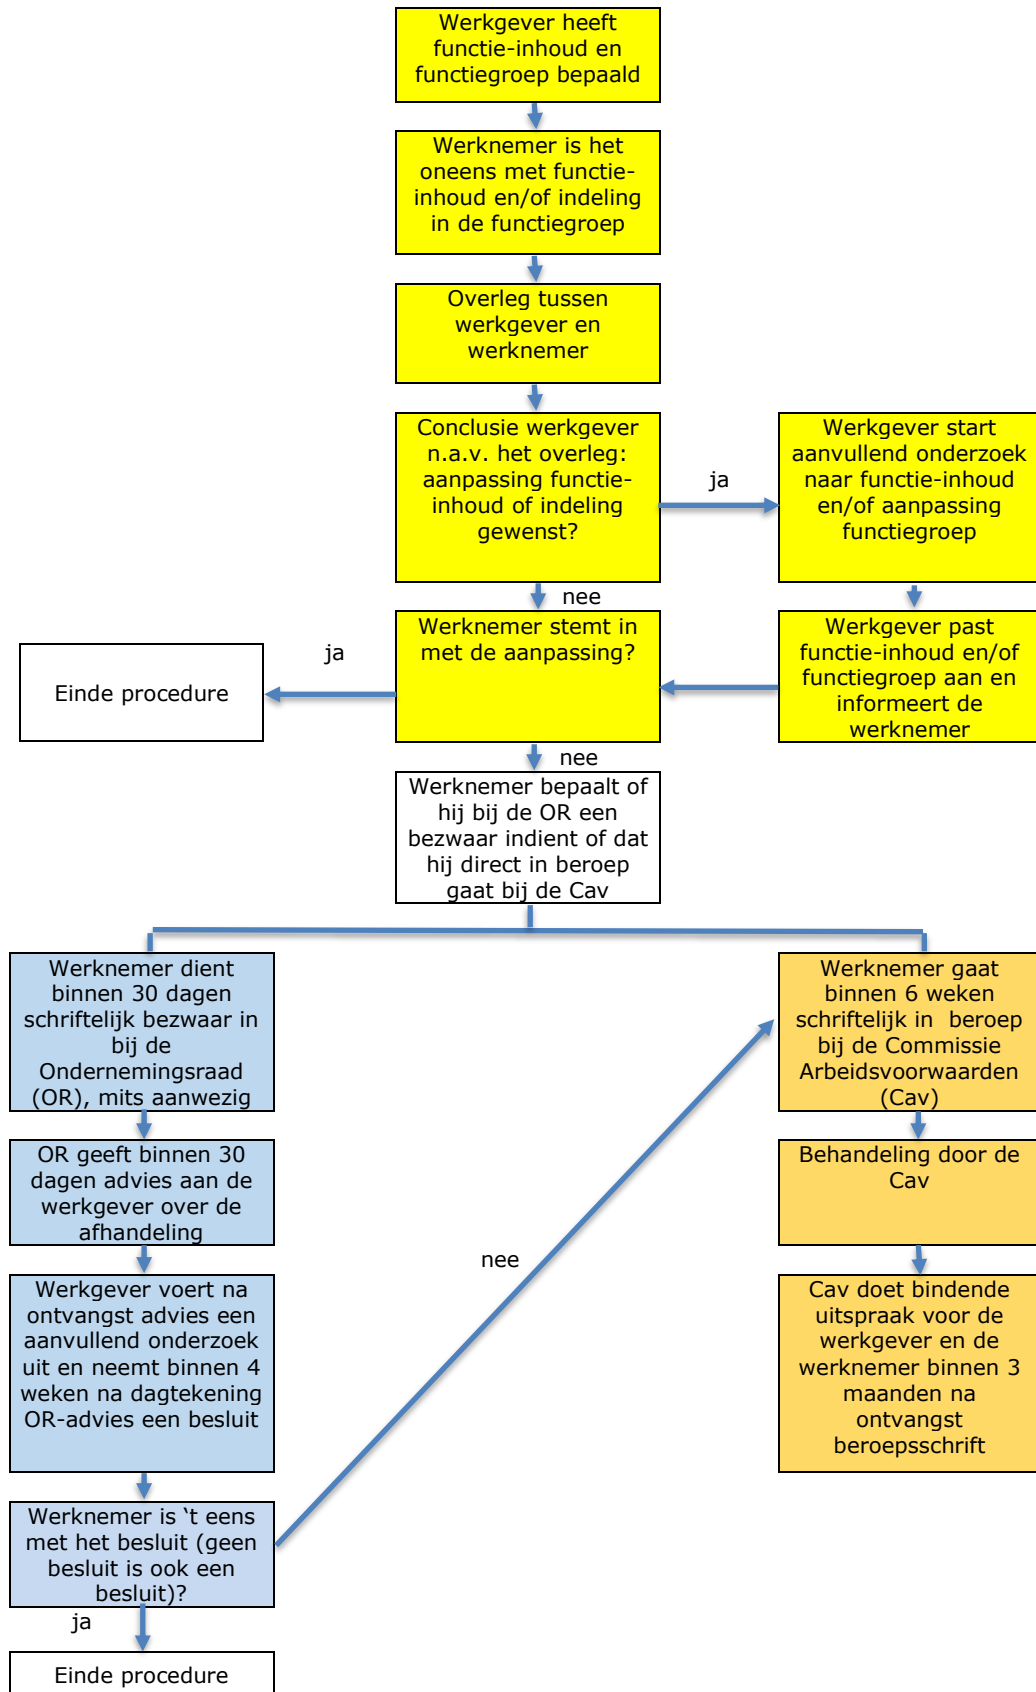 Werkgever heeft
functie-inhoud en
functiegroep bepaald
Werknemer is het
oneens met functie-
inhoud en/of indeling
in de functiegroep
Overleg tussen
werkgever en
werknemer
Conclusie werkgever
n.a.v. het overleg:
aanpassing functie-
inhoud of indeling
gewenst?
ja
Werkgever start
aanvullend onderzoek
naar functie-inhoud
en/of aanpassing
functiegroep
nee
Werknemer stemt in
met de aanpassing?
Werkgever past
functie-inhoud en/of
functiegroep aan en
informeert de
werknemer
ja
Einde procedure
nee
Werknemer bepaalt of
hij bij de OR een
bezwaar indient of dat
hij direct in beroep
gaat bij de Cav
Werknemer dient
binnen 30 dagen
schriftelijk bezwaar in
bij de
Ondernemingsraad
(OR), mits aanwezig
OR geeft binnen 30
dagen advies aan de
werkgever over de
afhandeling
Werkgever voert na
ontvangst advies een
aanvullend onderzoek
uit en neemt binnen 4
weken na dagtekening
OR-advies een besluit
Werknemer is ‘t eens
met het besluit (geen
besluit is ook een
besluit)?
ja
Einde procedure
nee
Werknemer gaat
binnen 6 weken
schriftelijk in  beroep
bij de Commissie
Arbeidsvoorwaarden
(Cav)
Behandeling door de
Cav
Cav doet bindende
uitspraak voor de
werkgever en de
werknemer binnen 3
maanden na
ontvangst
beroepsschrift